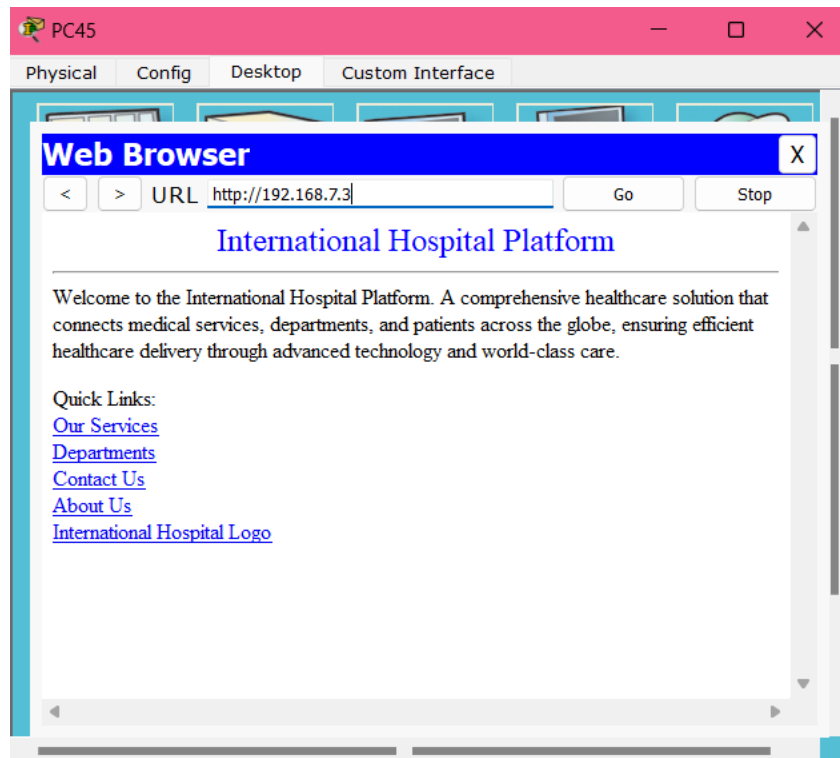 PC45
Physical Config Desktop Custom Interface
Web Browser X
< > URL http://192.168.7.3 Go Stop
International Hospital Platform
Welcome to the International Hospital Platform. A comprehensive healthcare solution that
connects medical services, departments, and patients across the globe, ensuring efficient
healthcare delivery through advanced technology and world-class care.
Quick Links:
Our Services
Departments
Contact Us
About Us
International Hospital Logo